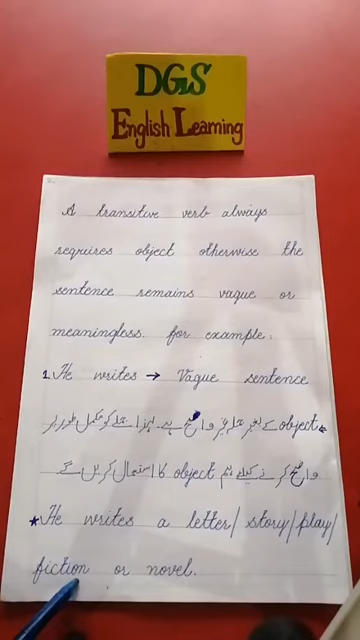 DGS
English Learning
A transitive verb always
requires object otherwise the
sentence remains vague or
meaningless. for example:
1. He writes → Vague sentence
← object کے بغیر جملہ غیر واضح ہے۔ لہٰذا جملے کو مکمل طور پر
واضح کرنے کیلئے ہم object کا استعمال کریں گے
* He writes a letter/ story/ play/
fiction or novel.